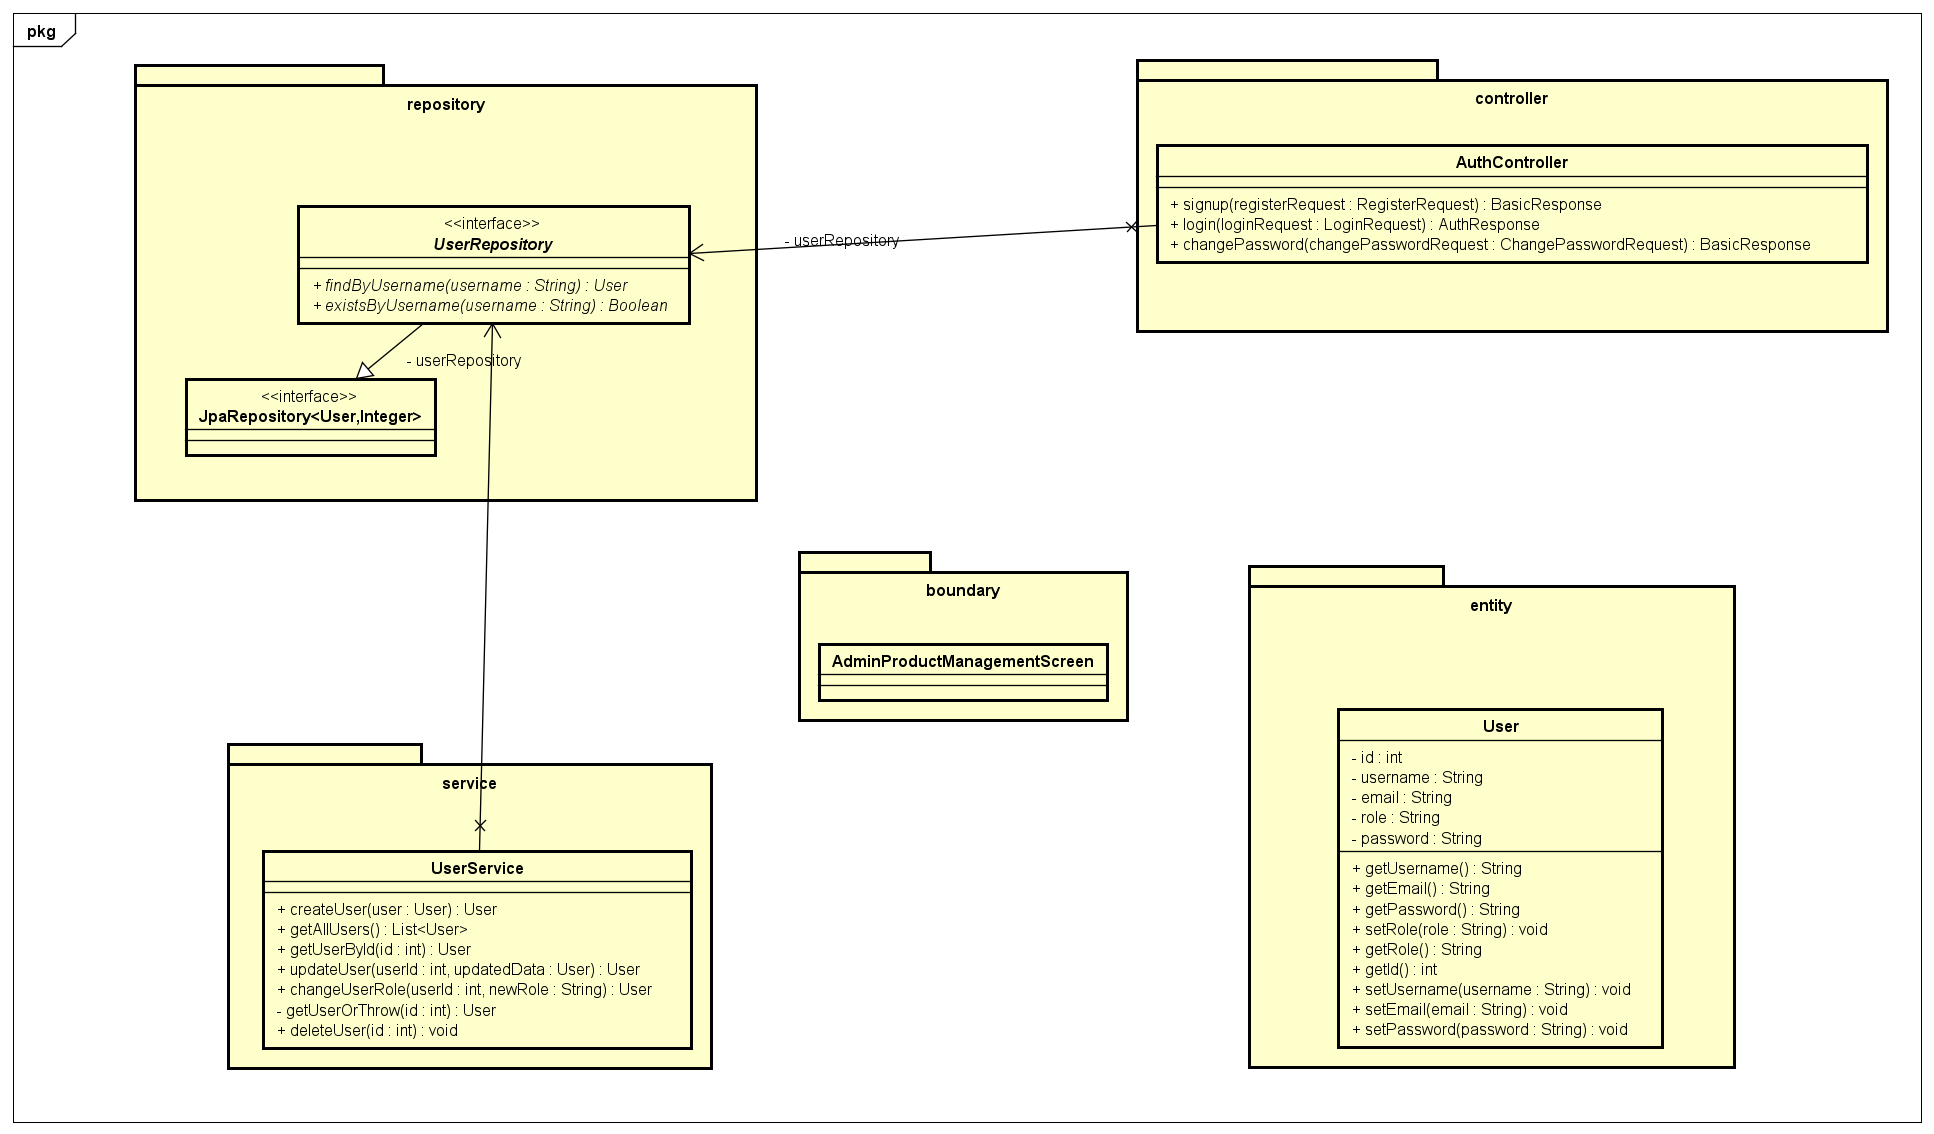 pkg
repository
<<interface>>
UserRepository
+ findByUsername(username : String) : User
+ existsByUsername(username : String) : Boolean
- userRepository
<<interface>>
JpaRepository<User,Integer>
- userRepository
controller
AuthController
+ signup(registerRequest : RegisterRequest) : BasicResponse
+ login(loginRequest : LoginRequest) : AuthResponse
+ changePassword(changePasswordRequest : ChangePasswordRequest) : BasicResponse
boundary
AdminProductManagementScreen
entity
User
- id : int
- username : String
- email : String
- role : String
- password : String
+ getUsername() : String
+ getEmail() : String
+ getPassword() : String
+ setRole(role : String) : void
+ getRole() : String
+ getId() : int
+ setUsername(username : String) : void
+ setEmail(email : String) : void
+ setPassword(password : String) : void
service
UserService
+ createUser(user : User) : User
+ getAllUsers() : List<User>
+ getUserById(id : int) : User
+ updateUser(userId : int, updatedData : User) : User
+ changeUserRole(userId : int, newRole : String) : User
- getUserOrThrow(id : int) : User
+ deleteUser(id : int) : void